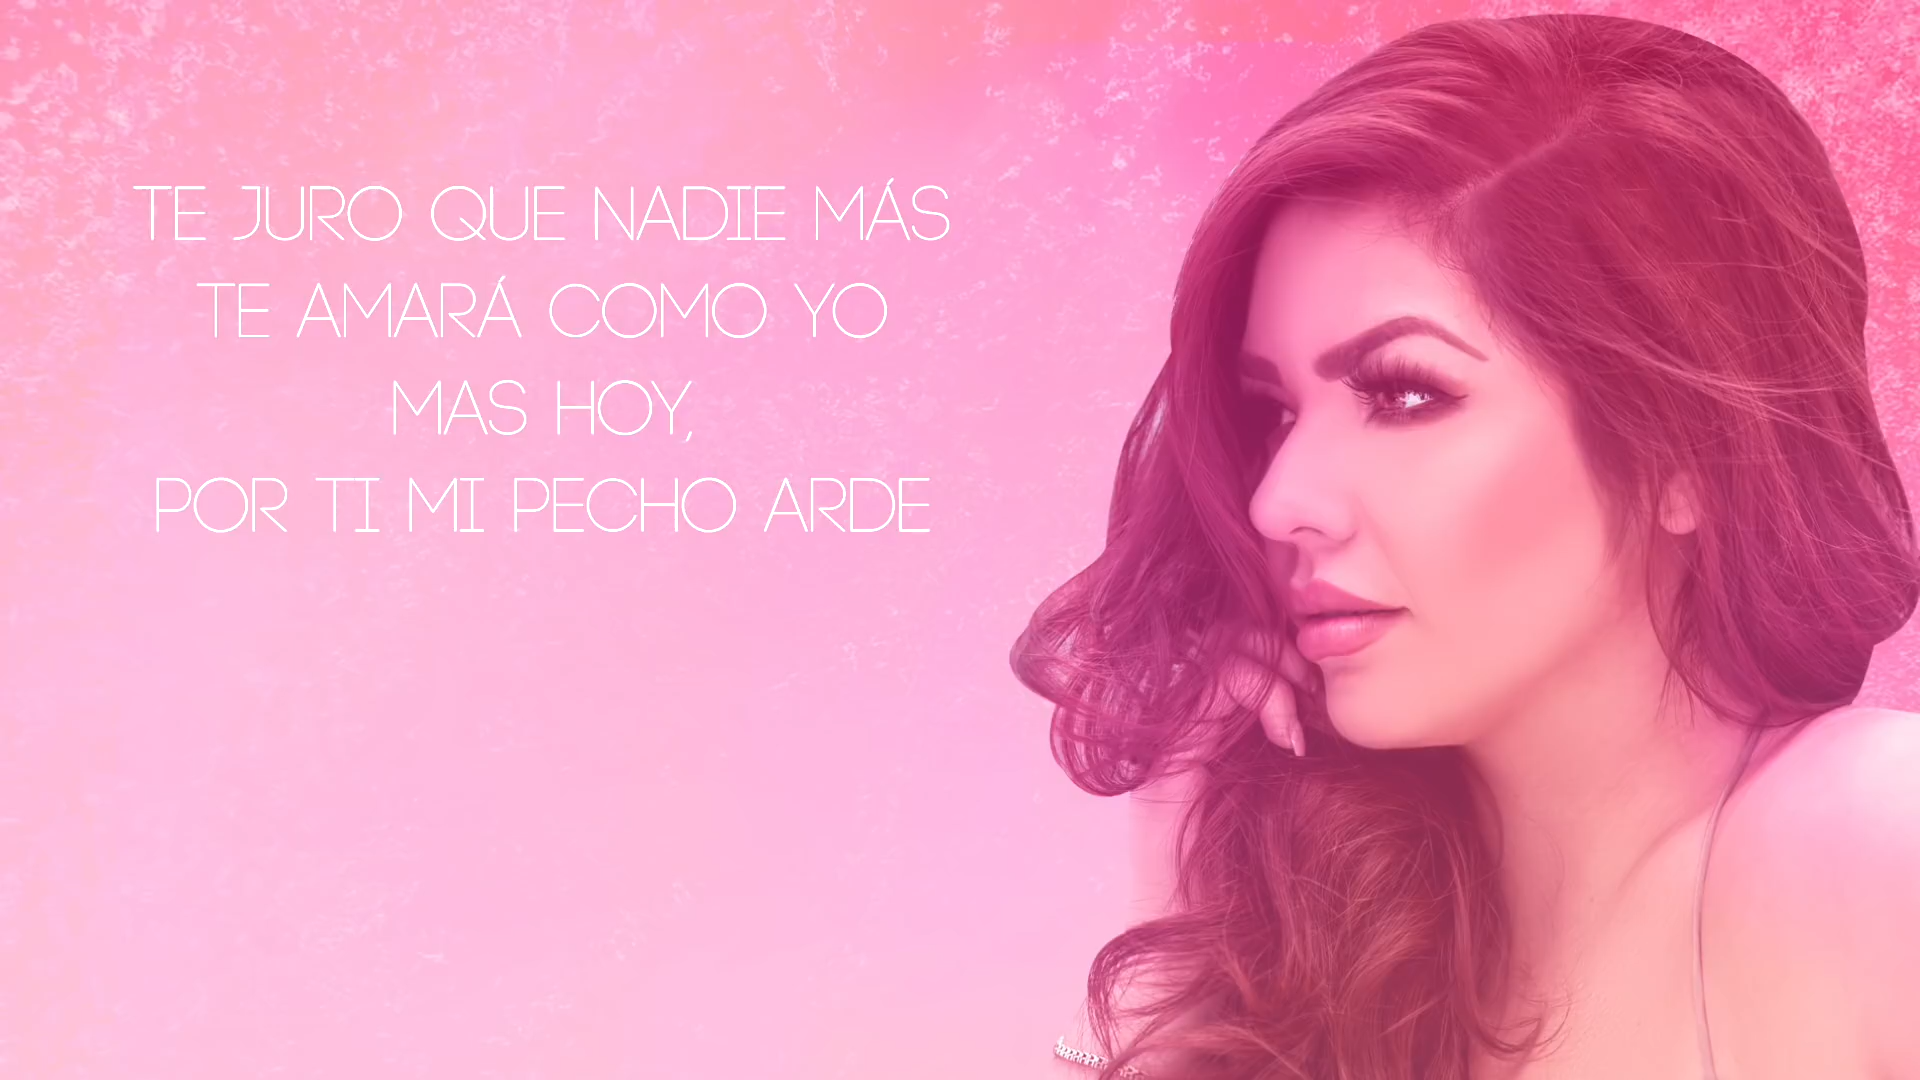 TE JURO QUE NADIE MÁS
TE AMARÁ COMO YO
MAS HOY,
POR TI MI PECHO ARDE